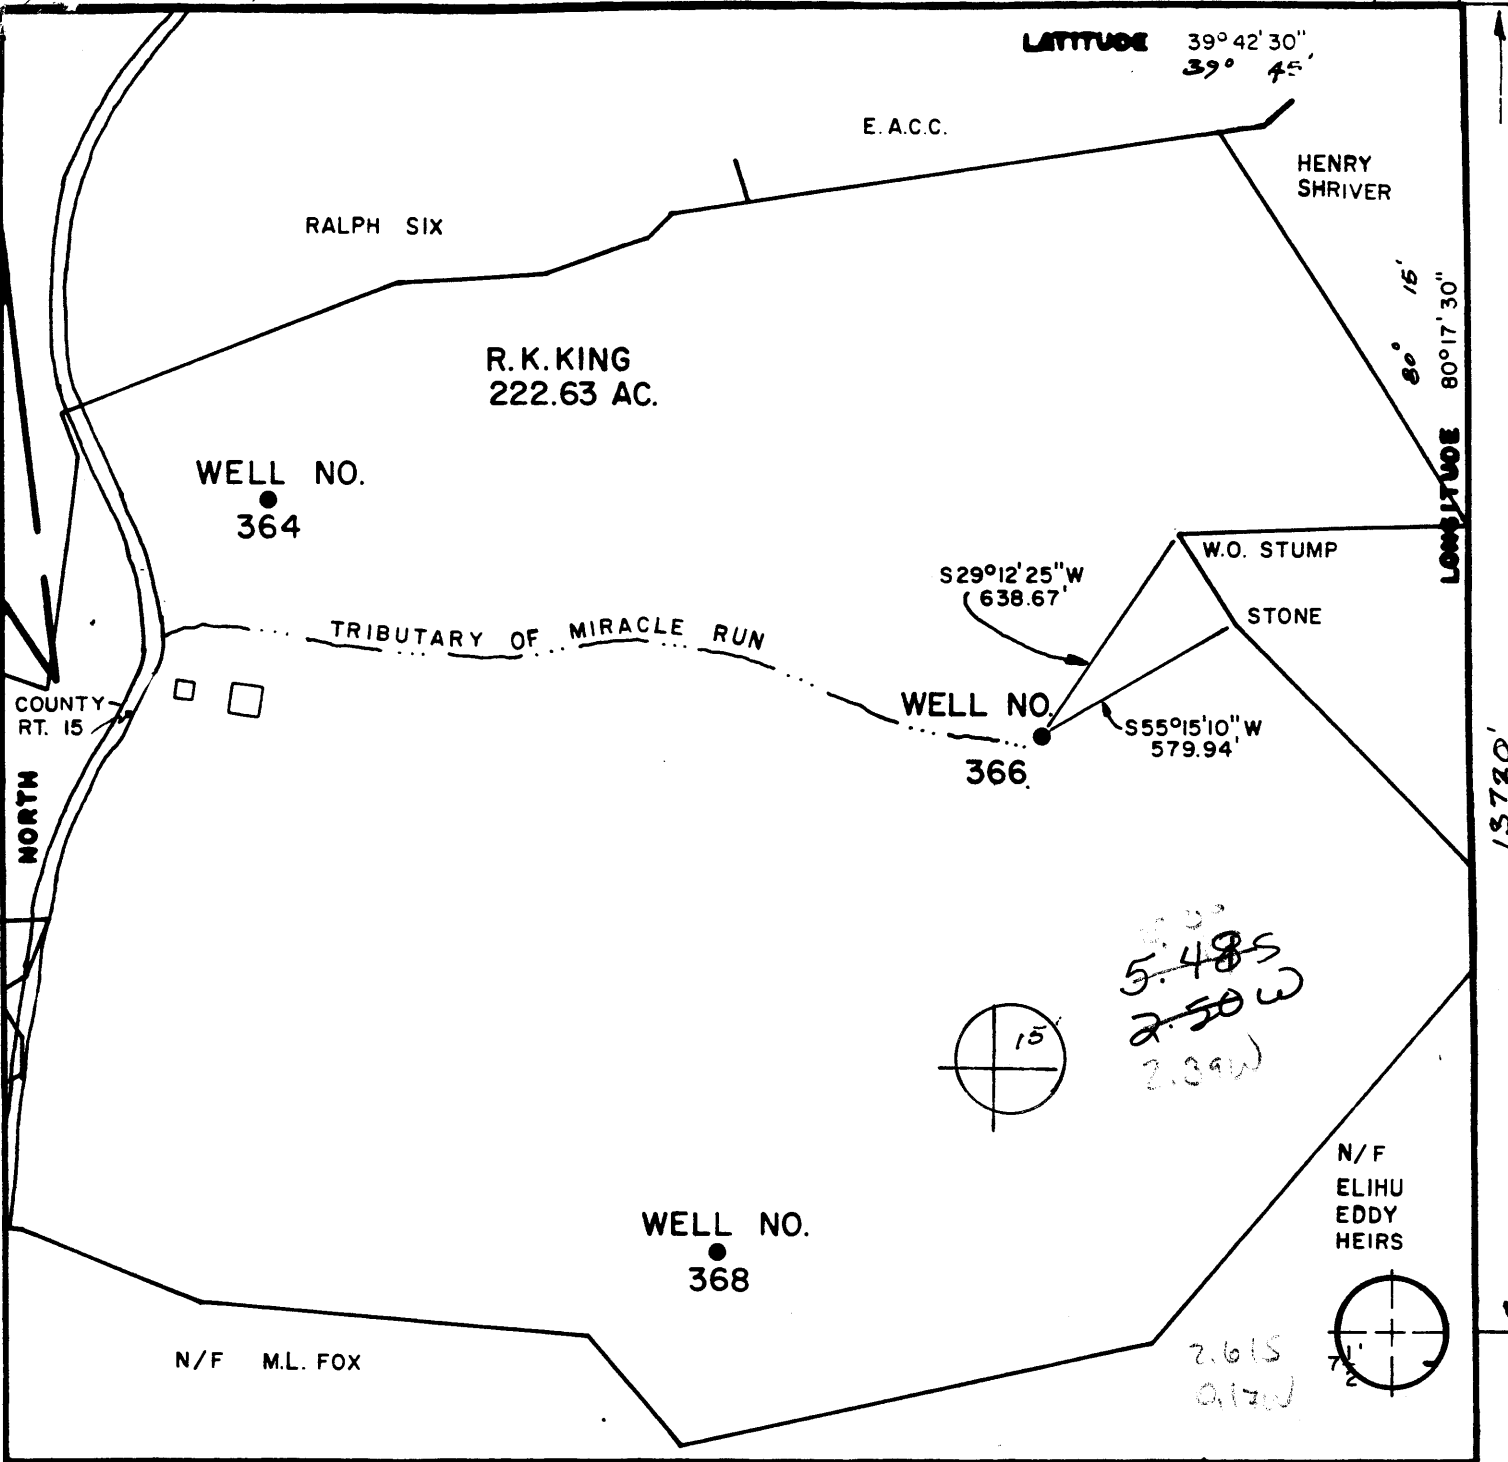 LATITUDE 39°42'30"
39° 45'
E. A.C.C.
HENRY
SHRIVER
RALPH SIX
80° 15'
LONGITUDE 80°17'30"
R.K.KING
222.63 AC.
WELL NO.
364
W.O. STUMP
S29°12'25"W
638.67'
STONE
TRIBUTARY OF MIRACLE RUN
COUNTY
RT. 15
WELL NO.
366
S55°15'10"W
579.94'
NORTH
13720'
5.48S
2.50W
15'
2.39W
N/F
ELIHU
EDDY
HEIRS
WELL NO.
368
N/F M.L. FOX
2.61S
0.17W
7 1/2'